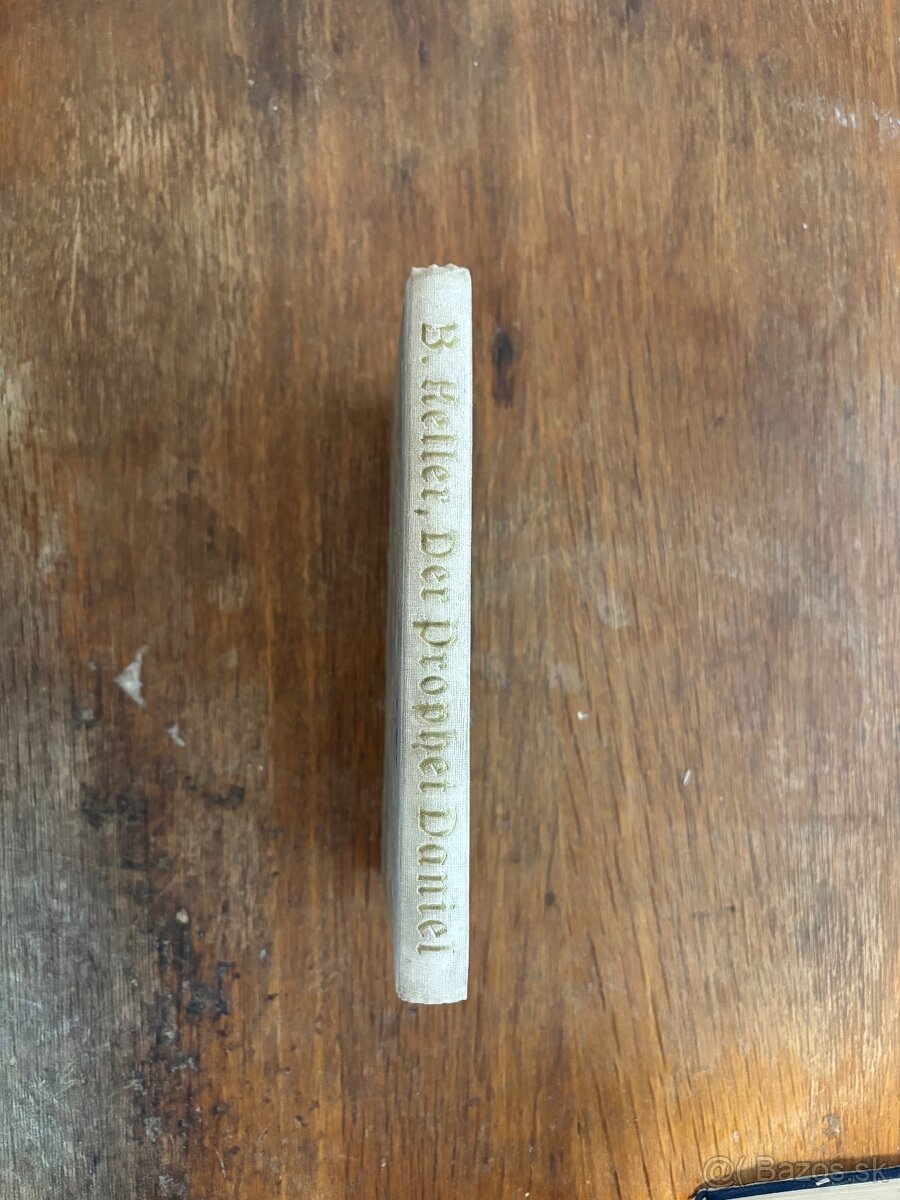 B. Keller, Der Prophet Daniel
@( Bazos.sk